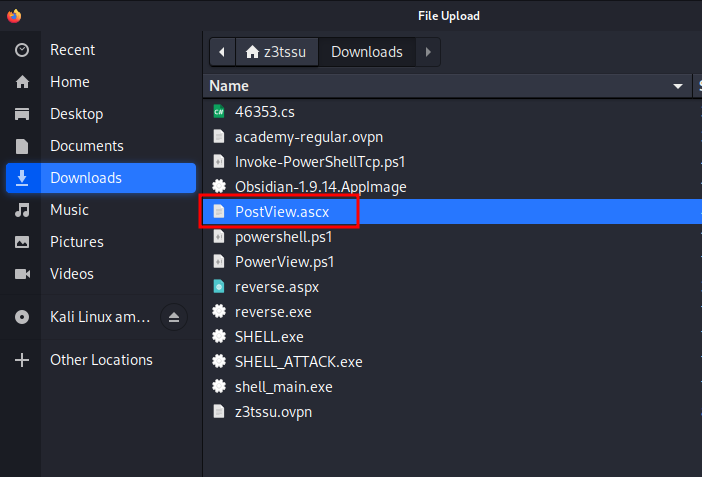 File Upload
Recent
Home
Desktop
Documents
Downloads
Music
Pictures
Videos
Kali Linux am...
Other Locations
z3tssu
Downloads
Name
46353.cs
academy-regular.ovpn
Invoke-PowerShellTcp.ps1
Obsidian-1.9.14.AppImage
PostView.ascx
powershell.ps1
PowerView.ps1
reverse.aspx
reverse.exe
SHELL.exe
SHELL_ATTACK.exe
shell_main.exe
z3tssu.ovpn